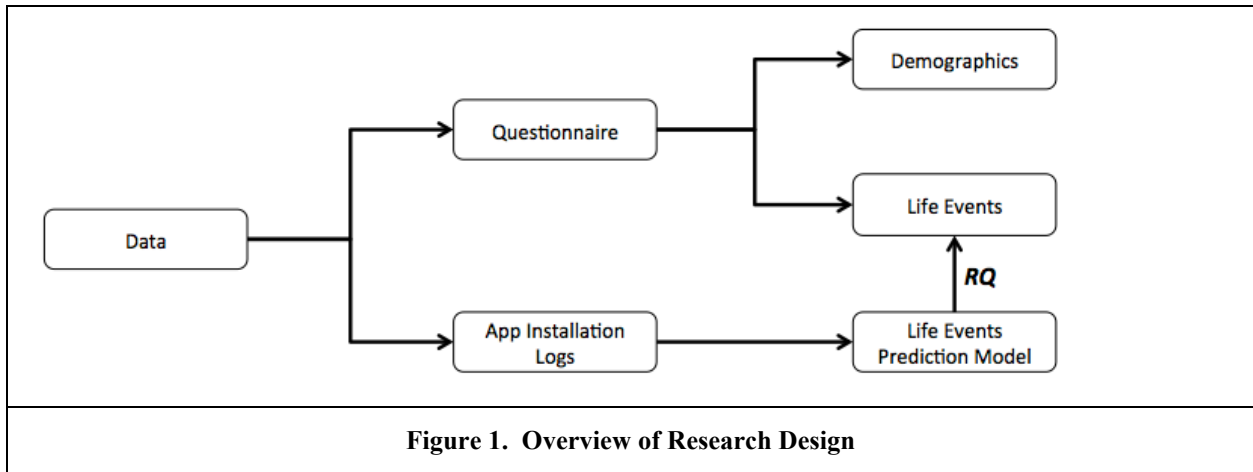 Demographics
Questionnaire
Life Events
Data
RQ
App Installation
Logs
Life Events
Prediction Model
Figure 1. Overview of Research Design